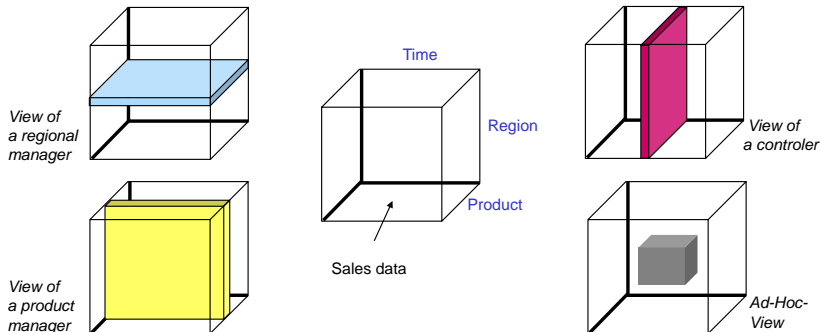 View of
a regional
manager
Time
Region
Product
Sales data
View of
a controler
View of
a product
manager
Ad-Hoc-
View